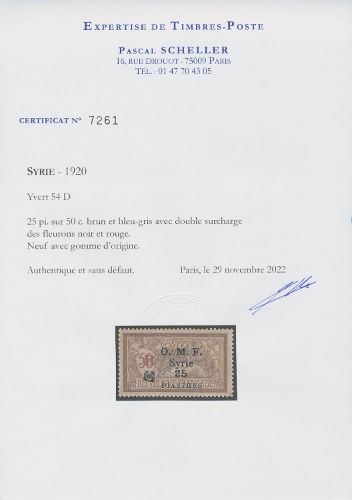 EXPERTISE DE TIMBRES-POSTE
PASCAL SCHELLER
16, RUE DROUOT - 75009 PARIS
TÉL. : 01 47 70 43 05
CERTIFICAT N° 7261
SYRIE - 1920
Yvert 54 D
25 pi. sur 50 c. brun et bleu-gris avec double surcharge
des fleurons noir et rouge.
Neuf avec gomme d'origine.
Authentique et sans défaut. Paris, le 29 novembre 2022
50
O. M. F.
Syrie
25
PIASTRES